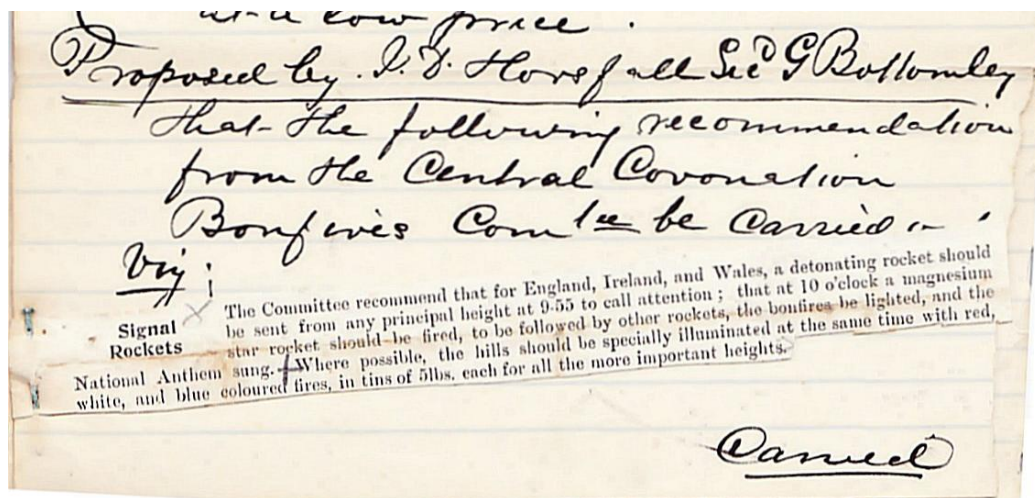 at a low price.
Proposed by. J. D. Horsfall Secd G Bottomley
that the following recommendation
from the Central Coronation
Bonfires Comtee be carried –
Viz;
The Committee recommend that for England, Ireland, and Wales, a detonating rocket should
be sent from any principal height at 9-55 to call attention; that at 10 o'clock a magnesium
Signal Rockets
star rocket should be fired, to be followed by other rockets, the bonfires be lighted, and the
National Anthem sung. Where possible, the hills should be specially illuminated at the same time with red,
white, and blue coloured fires, in tins of 5lbs, each for all the more important heights.
Carried